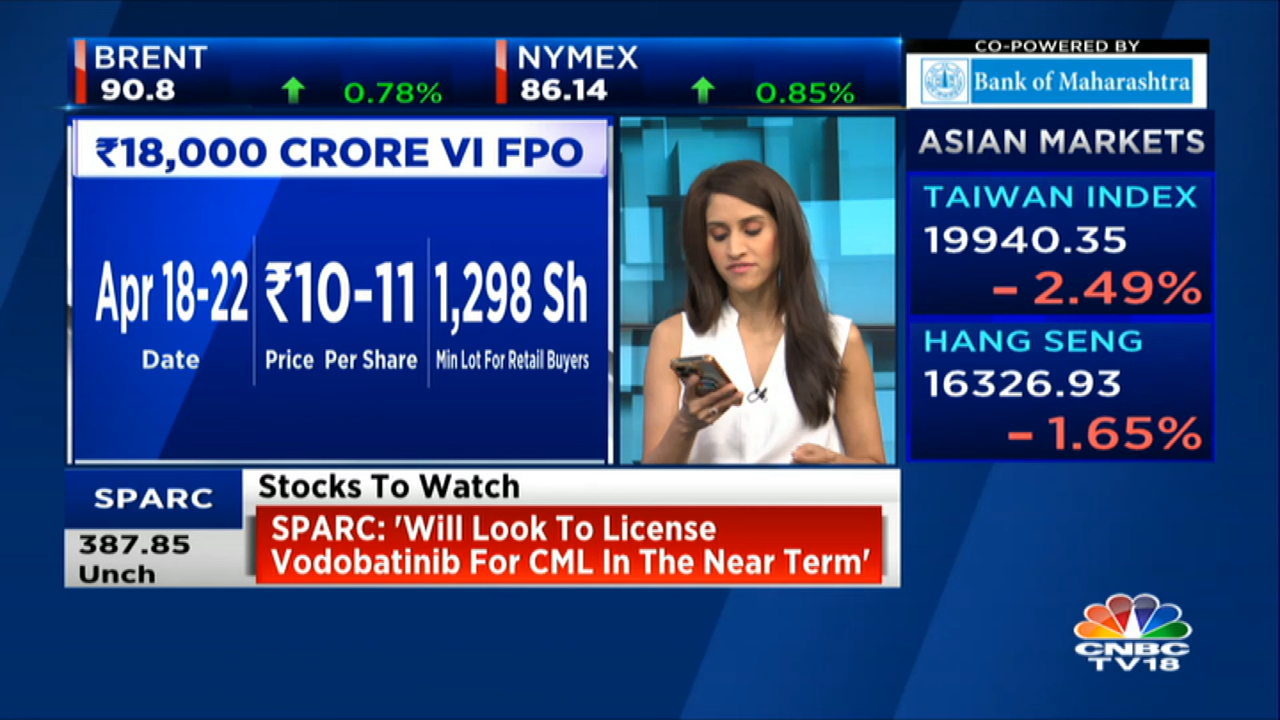 BRENT
90.8 0.78%
NYMEX
86.14 0.85%
CO-POWERED BY
Bank of Maharashtra
₹18,000 CRORE VI FPO
Apr 18-22
Date
₹10-11
Price Per Share
1,298 Sh
Min Lot For Retail Buyers
ASIAN MARKETS
TAIWAN INDEX
19940.35
- 2.49%
HANG SENG
16326.93
- 1.65%
SPARC
387.85
Unch
Stocks To Watch
SPARC: 'Will Look To License
Vodobatinib For CML In The Near Term'
CNBC
TV18